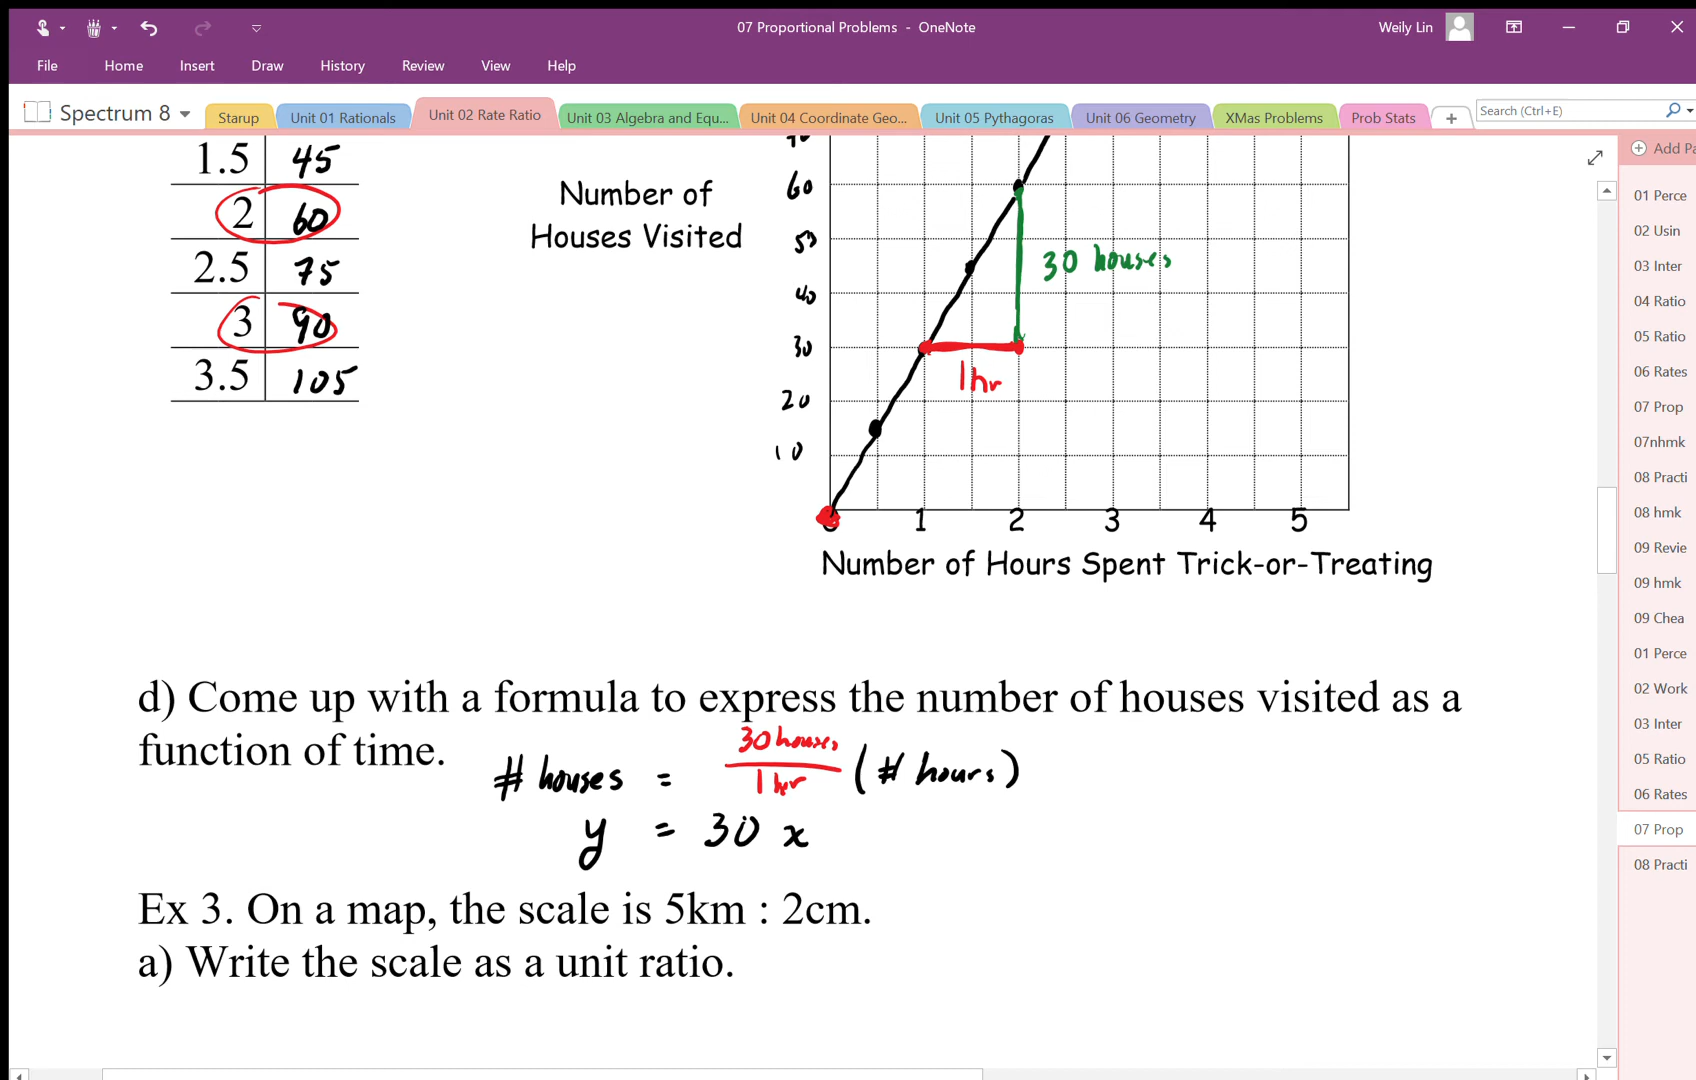 07 Proportional Problems - OneNote
Weily Lin
File Home Insert Draw History Review View Help
Spectrum 8
Starup Unit 01 Rationals Unit 02 Rate Ratio Unit 03 Algebra and Equ... Unit 04 Coordinate Geo... Unit 05 Pythagoras Unit 06 Geometry XMas Problems Prob Stats
Search (Ctrl+E)
Add Pa
1.5 45
2 60
2.5 75
3 90
3.5 105
Number of
Houses Visited
60
50
40
30
20
10
30 houses
1hr
0 1 2 3 4 5
Number of Hours Spent Trick-or-Treating
d) Come up with a formula to express the number of houses visited as a
function of time.
# houses = 30 houses / 1 hr (# hours)
y = 30 x
Ex 3. On a map, the scale is 5km : 2cm.
a) Write the scale as a unit ratio.
01 Perce
02 Usin
03 Inter
04 Ratio
05 Ratio
06 Rates
07 Prop
07nhmk
08 Practi
08 hmk
09 Revie
09 hmk
09 Chea
01 Perce
02 Work
03 Inter
05 Ratio
06 Rates
07 Prop
08 Practi